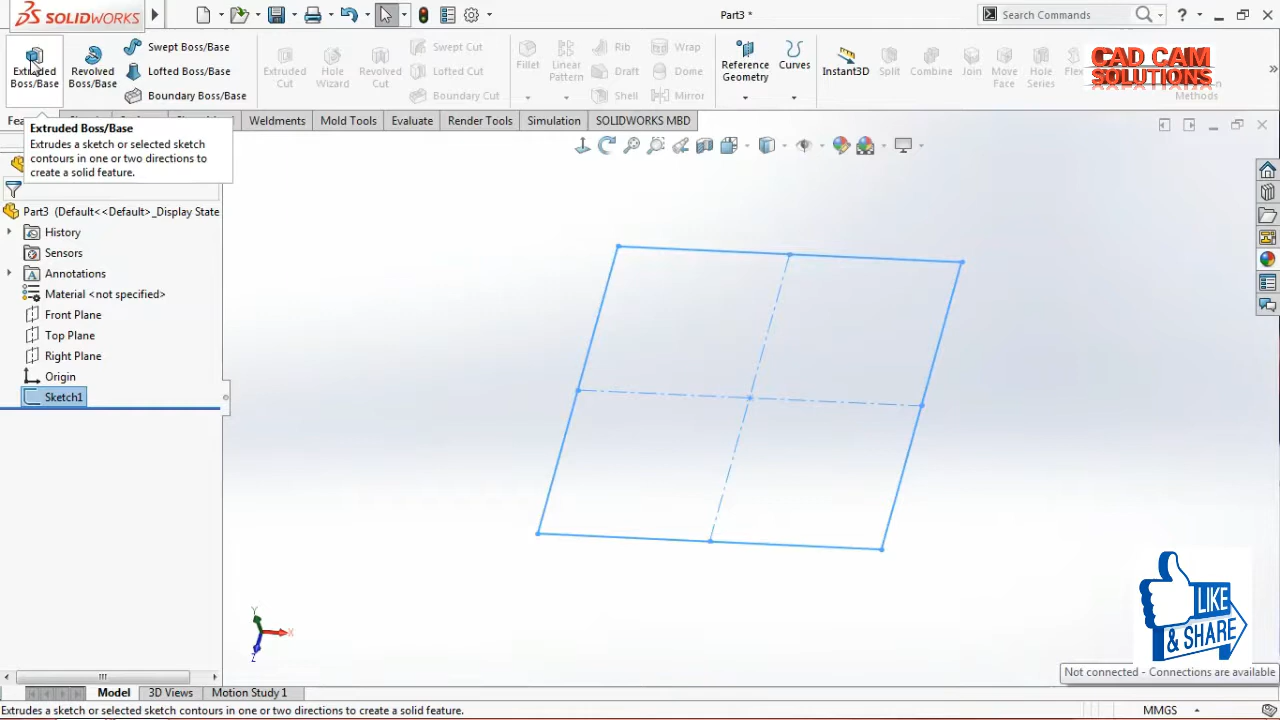 SOLIDWORKS
Part3 *
Search Commands
Extruded Boss/Base
Revolved Boss/Base
Swept Boss/Base
Lofted Boss/Base
Boundary Boss/Base
Extruded Cut
Hole Wizard
Revolved Cut
Swept Cut
Lofted Cut
Boundary Cut
Fillet
Linear Pattern
Rib
Draft
Shell
Wrap
Dome
Mirror
Reference Geometry
Curves
Instant3D
Split
Combine
Join
Move Face
Hole Series
Flex
Methods
CAD CAM
SOLUTIONS
Weldments
Mold Tools
Evaluate
Render Tools
Simulation
SOLIDWORKS MBD
Extruded Boss/Base
Extrudes a sketch or selected sketch
contours in one or two directions to
create a solid feature.
Part3 (Default<<Default>_Display State
History
Sensors
Annotations
Material <not specified>
Front Plane
Top Plane
Right Plane
Origin
Sketch1
Y
X
Z
LIKE
& SHARE
Not connected - Connections are available
Model
3D Views
Motion Study 1
Extrudes a sketch or selected sketch contours in one or two directions to create a solid feature.
MMGS